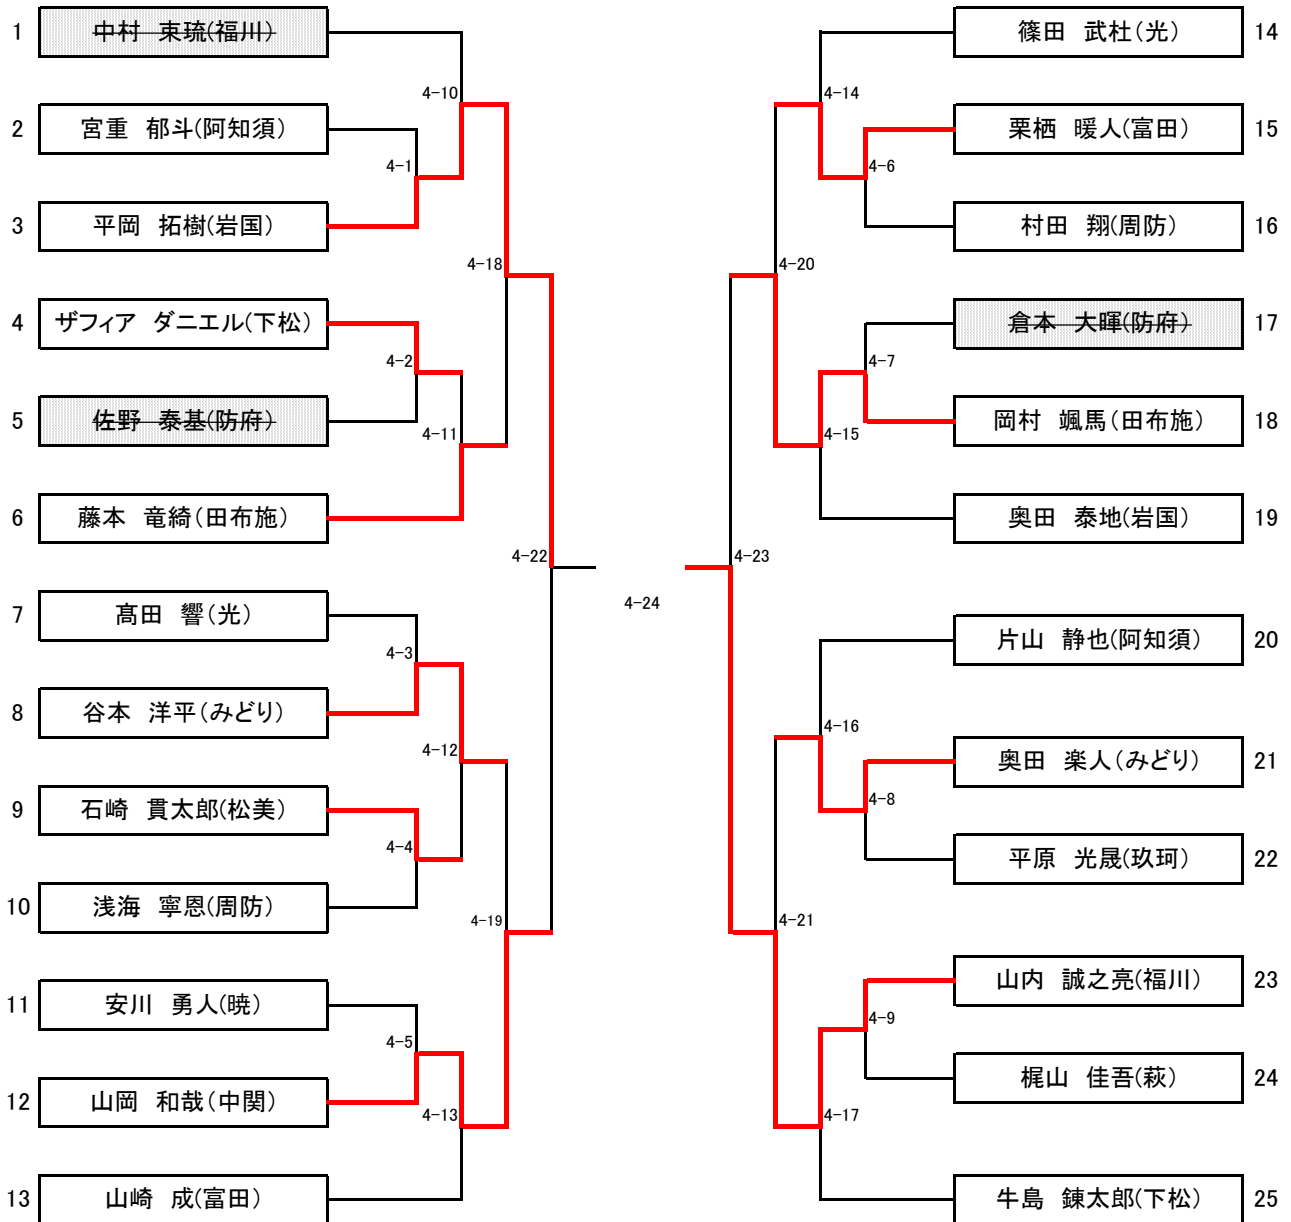 1 中村　束琉(福川)
2 宮重　郁斗(阿知須)
3 平岡　拓樹(岩国)
4 ザフィア　ダニエル(下松)
5 佐野　泰基(防府)
6 藤本　竜綺(田布施)
7 髙田　響(光)
8 谷本　洋平(みどり)
9 石崎　貫太郎(松美)
10 浅海　寧恩(周防)
11 安川　勇人(暁)
12 山岡　和哉(中関)
13 山崎　成(富田)
4-10
4-1
4-18
4-2
4-11
4-22
4-3
4-12
4-4
4-19
4-5
4-13
4-24
4-14
4-6
4-20
4-7
4-15
4-23
4-16
4-8
4-21
4-9
4-17
篠田　武杜(光) 14
栗栖　暖人(富田) 15
村田　翔(周防) 16
倉本　大暉(防府) 17
岡村　颯馬(田布施) 18
奥田　泰地(岩国) 19
片山　静也(阿知須) 20
奥田　楽人(みどり) 21
平原　光晟(玖珂) 22
山内　誠之亮(福川) 23
梶山　佳吾(萩) 24
牛島　錬太郎(下松) 25